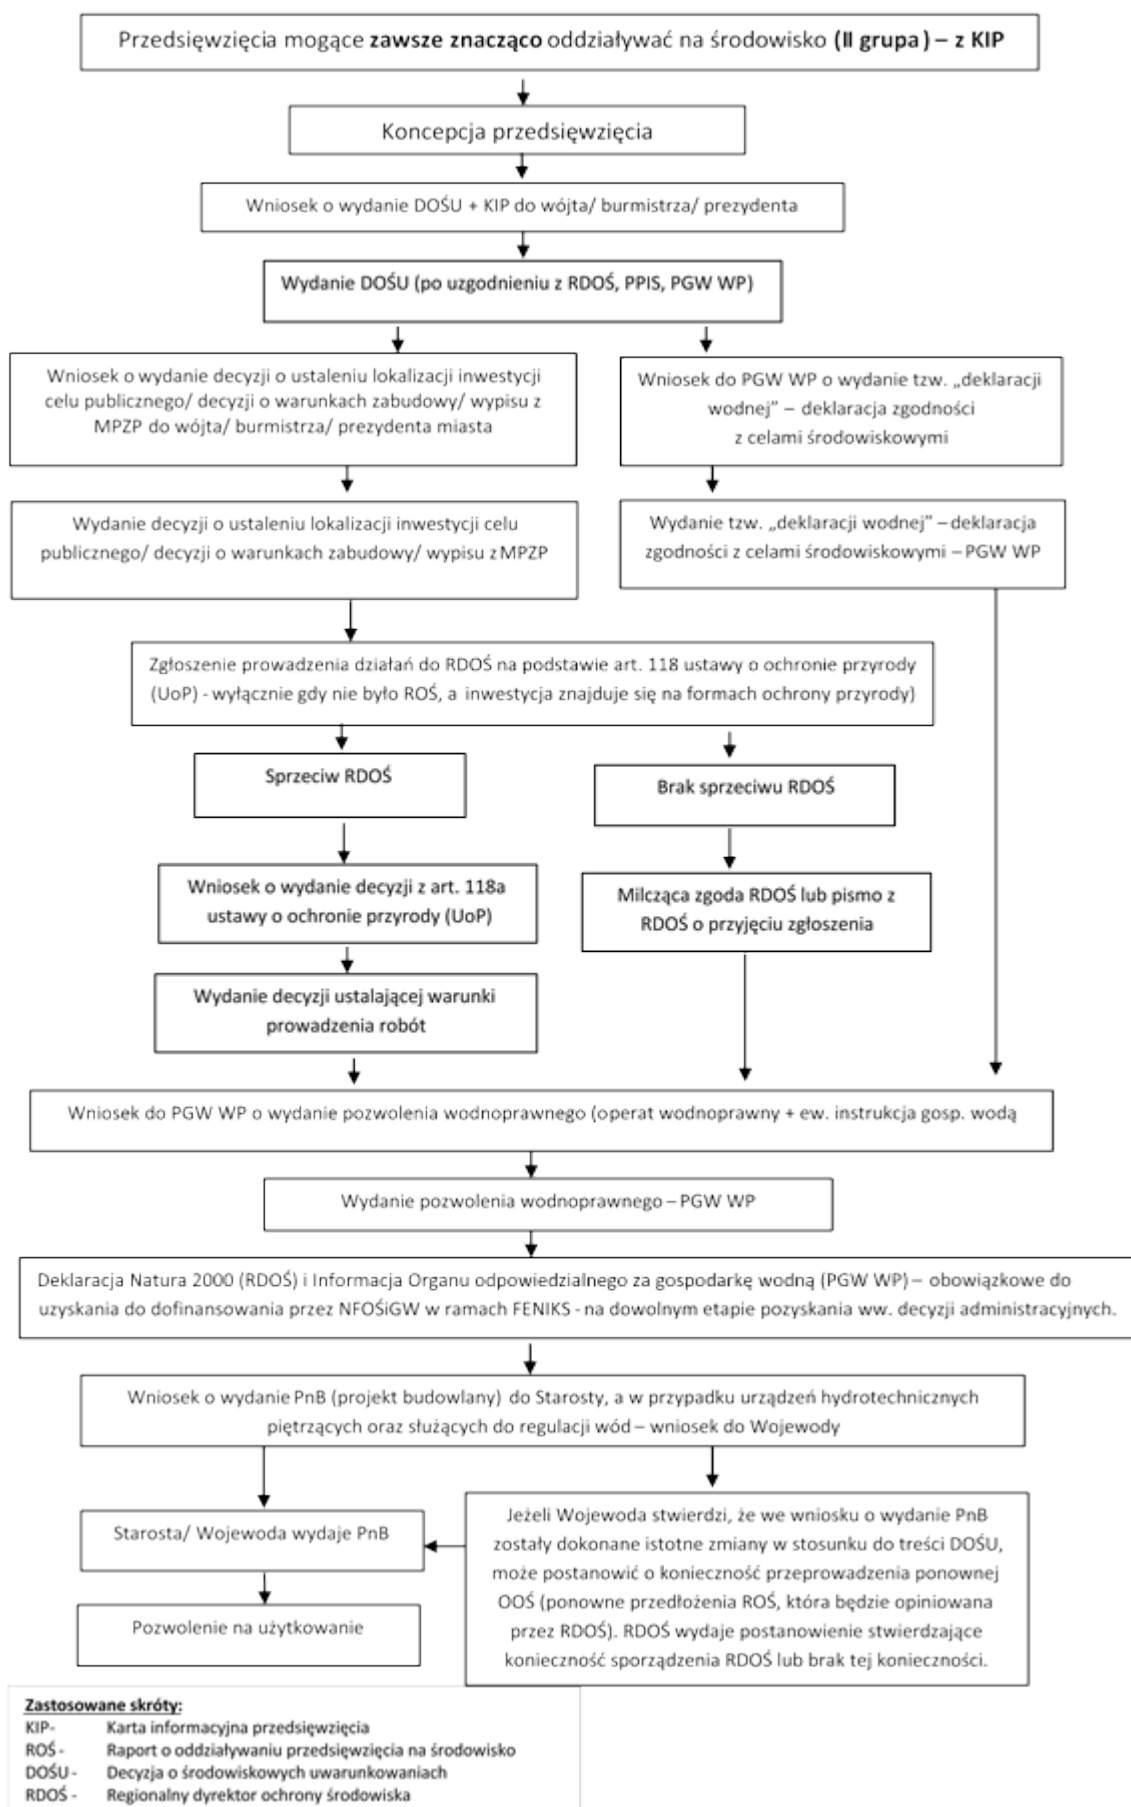 Przedsięwzięcia mogące zawsze znacząco oddziaływać na środowisko (II grupa) – z KIP
Koncepcja przedsięwzięcia
Wniosek o wydanie DOŚU + KIP do wójta/ burmistrza/ prezydenta
Wydanie DOŚU (po uzgodnieniu z RDOŚ, PPIS, PGW WP)
Wniosek o wydanie decyzji o ustaleniu lokalizacji inwestycji
celu publicznego/ decyzji o warunkach zabudowy/ wypisu z
MPZP do wójta/ burmistrza/ prezydenta miasta
Wniosek do PGW WP o wydanie tzw. „deklaracji
wodnej” – deklaracja zgodności
z celami środowiskowymi
Wydanie decyzji o ustaleniu lokalizacji inwestycji celu
publicznego/ decyzji o warunkach zabudowy/ wypisu z MPZP
Wydanie tzw. „deklaracji wodnej” – deklaracja
zgodności z celami środowiskowymi – PGW WP
Zgłoszenie prowadzenia działań do RDOŚ na podstawie art. 118 ustawy o ochronie przyrody
(UoP) - wyłącznie gdy nie było ROŚ, a inwestycja znajduje się na formach ochrony przyrody)
Sprzeciw RDOŚ
Brak sprzeciwu RDOŚ
Wniosek o wydanie decyzji z art. 118a
ustawy o ochronie przyrody (UoP)
Milcząca zgoda RDOŚ lub pismo z
RDOŚ o przyjęciu zgłoszenia
Wydanie decyzji ustalającej warunki
prowadzenia robót
Wniosek do PGW WP o wydanie pozwolenia wodnoprawnego (operat wodnoprawny + ew. instrukcja gosp. wodą
Wydanie pozwolenia wodnoprawnego – PGW WP
Deklaracja Natura 2000 (RDOŚ) i Informacja Organu odpowiedzialnego za gospodarkę wodną (PGW WP) – obowiązkowe do
uzyskania do dofinansowania przez NFOŚiGW w ramach FENIKS - na dowolnym etapie pozyskania ww. decyzji administracyjnych.
Wniosek o wydanie PnB (projekt budowlany) do Starosty, a w przypadku urządzeń hydrotechnicznych
piętrzących oraz służących do regulacji wód – wniosek do Wojewody
Starosta/ Wojewoda wydaje PnB
Pozwolenie na użytkowanie
Jeżeli Wojewoda stwierdzi, że we wniosku o wydanie PnB
zostały dokonane istotne zmiany w stosunku do treści DOŚU,
może postanowić o konieczność przeprowadzenia ponownej
OOŚ (ponowne przedłożenia ROŚ, która będzie opiniowana
przez RDOŚ). RDOŚ wydaje postanowienie stwierdzające
konieczność sporządzenia RDOŚ lub brak tej konieczności.
Zastosowane skróty:
KIP- Karta informacyjna przedsięwzięcia
ROŚ - Raport o oddziaływaniu przedsięwzięcia na środowisko
DOŚU - Decyzja o środowiskowych uwarunkowaniach
RDOŚ - Regionalny dyrektor ochrony środowiska